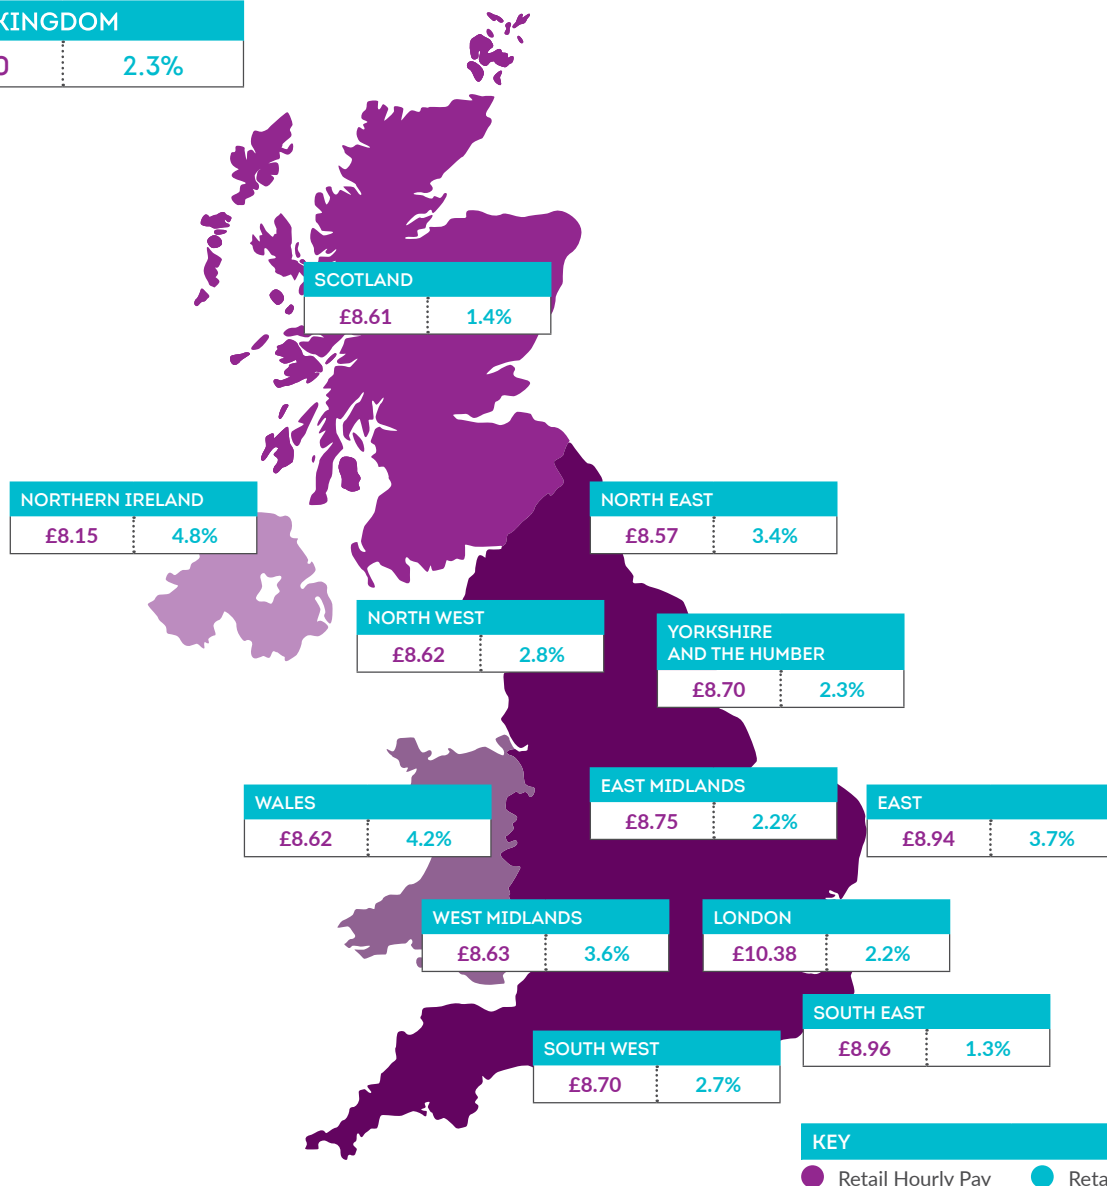 KINGDOM
2.3%
SCOTLAND
£8.61 1.4%
NORTHERN IRELAND
£8.15 4.8%
NORTH EAST
£8.57 3.4%
NORTH WEST
£8.62 2.8%
YORKSHIRE
AND THE HUMBER
£8.70 2.3%
EAST MIDLANDS
£8.75 2.2%
WALES
£8.62 4.2%
EAST
£8.94 3.7%
WEST MIDLANDS
£8.63 3.6%
LONDON
£10.38 2.2%
SOUTH EAST
£8.96 1.3%
SOUTH WEST
£8.70 2.7%
KEY
Retail Hourly Pay